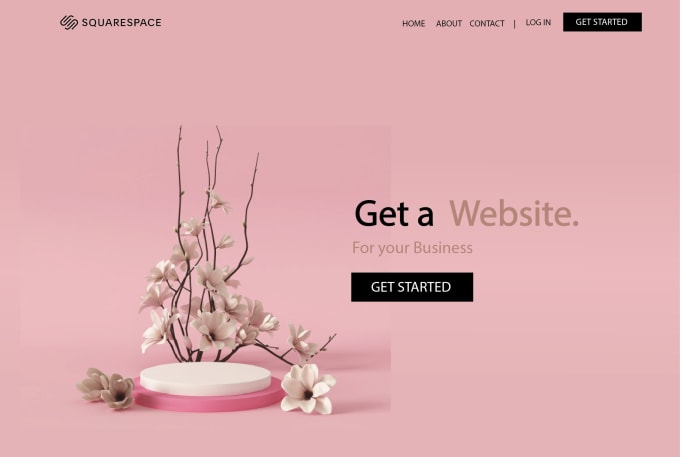 SQUARESPACE
HOME ABOUT CONTACT | LOG IN GET STARTED
Get a Website.
For your Business
GET STARTED